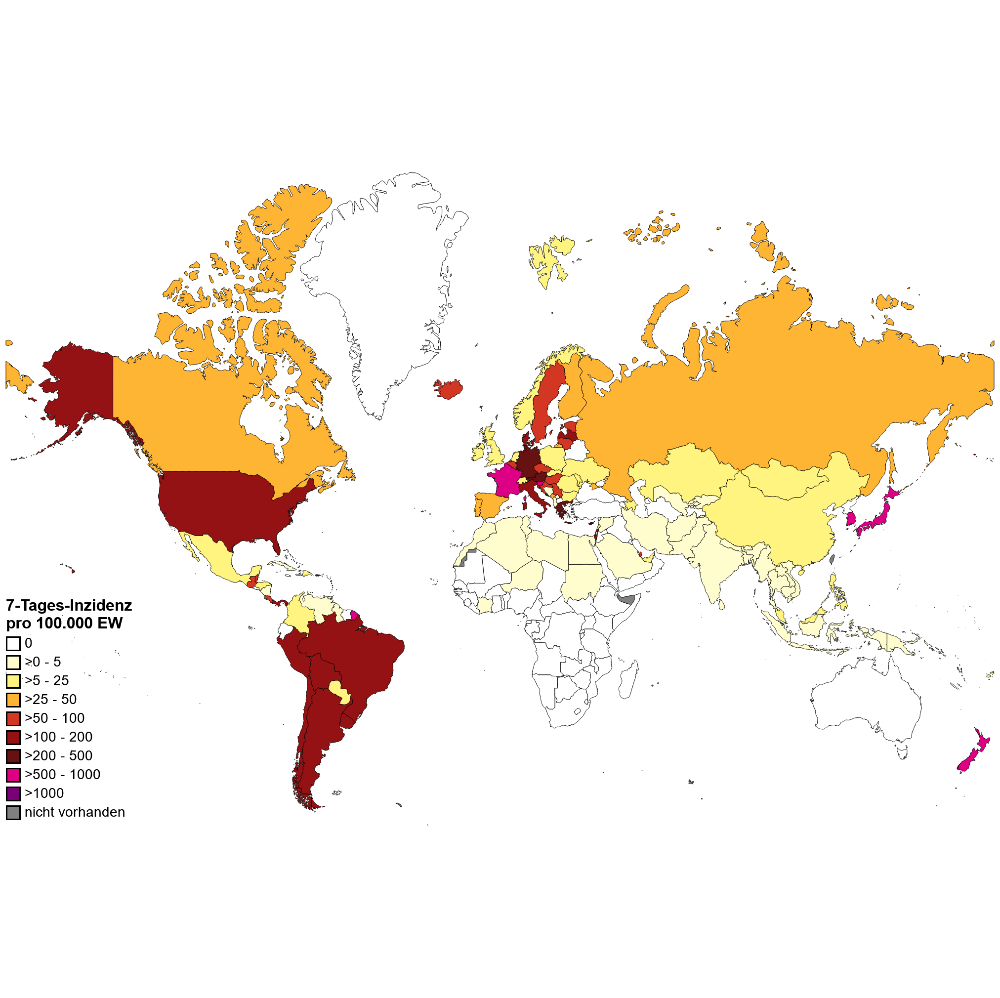 7-Tages-Inzidenz
pro 100.000 EW
0
>0 - 5
>5 - 25
>25 - 50
>50 - 100
>100 - 200
>200 - 500
>500 - 1000
>1000
nicht vorhanden